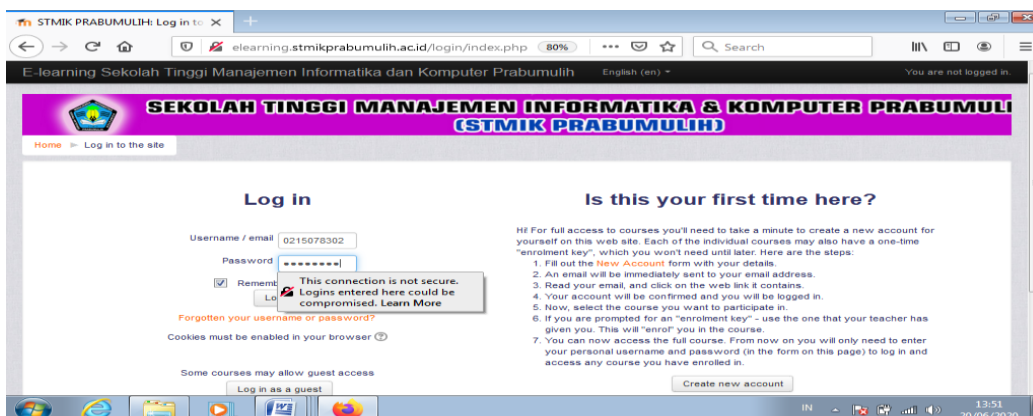 STMIK PRABUMULIH: Log in to
elearning.stmikprabumulih.ac.id/login/index.php 80% Search
E-learning Sekolah Tinggi Manajemen Informatika dan Komputer Prabumulih English (en) You are not logged in.
SEKOLAH TINGGI MANAJEMEN INFORMATIKA & KOMPUTER PRABUMULI
(STMIK PRABUMULIH)
Home Log in to the site
Log in
Username / email 0215078302
Password
Rememb
Lo
This connection is not secure.
Logins entered here could be
compromised. Learn More
Forgotten your username or password?
Cookies must be enabled in your browser
Some courses may allow guest access
Log in as a guest
Is this your first time here?
Hi! For full access to courses you'll need to take a minute to create a new account for
yourself on this web site. Each of the individual courses may also have a one-time
"enrolment key", which you won't need until later. Here are the steps:
1. Fill out the New Account form with your details.
2. An email will be immediately sent to your email address.
3. Read your email, and click on the web link it contains.
4. Your account will be confirmed and you will be logged in.
5. Now, select the course you want to participate in.
6. If you are prompted for an "enrolment key" - use the one that your teacher has
given you. This will "enrol" you in the course.
7. You can now access the full course. From now on you will only need to enter
your personal username and password (in the form on this page) to log in and
access any course you have enrolled in.
Create new account
IN 13:51
20/06/2020